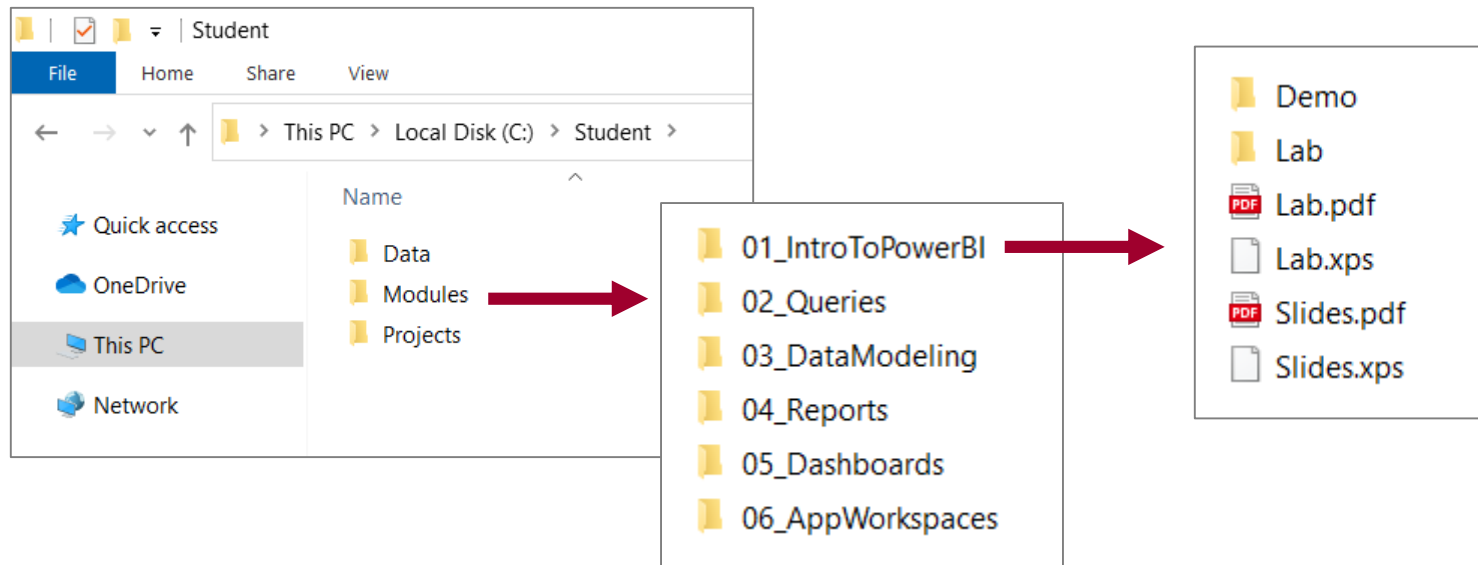 Student
File Home Share View
This PC > Local Disk (C:) > Student >
Name
Quick access
OneDrive
This PC
Network
Data
Modules
Projects
01_IntroToPowerBI
02_Queries
03_DataModeling
04_Reports
05_Dashboards
06_AppWorkspaces
Demo
Lab
PDF Lab.pdf
Lab.xps
PDF Slides.pdf
Slides.xps